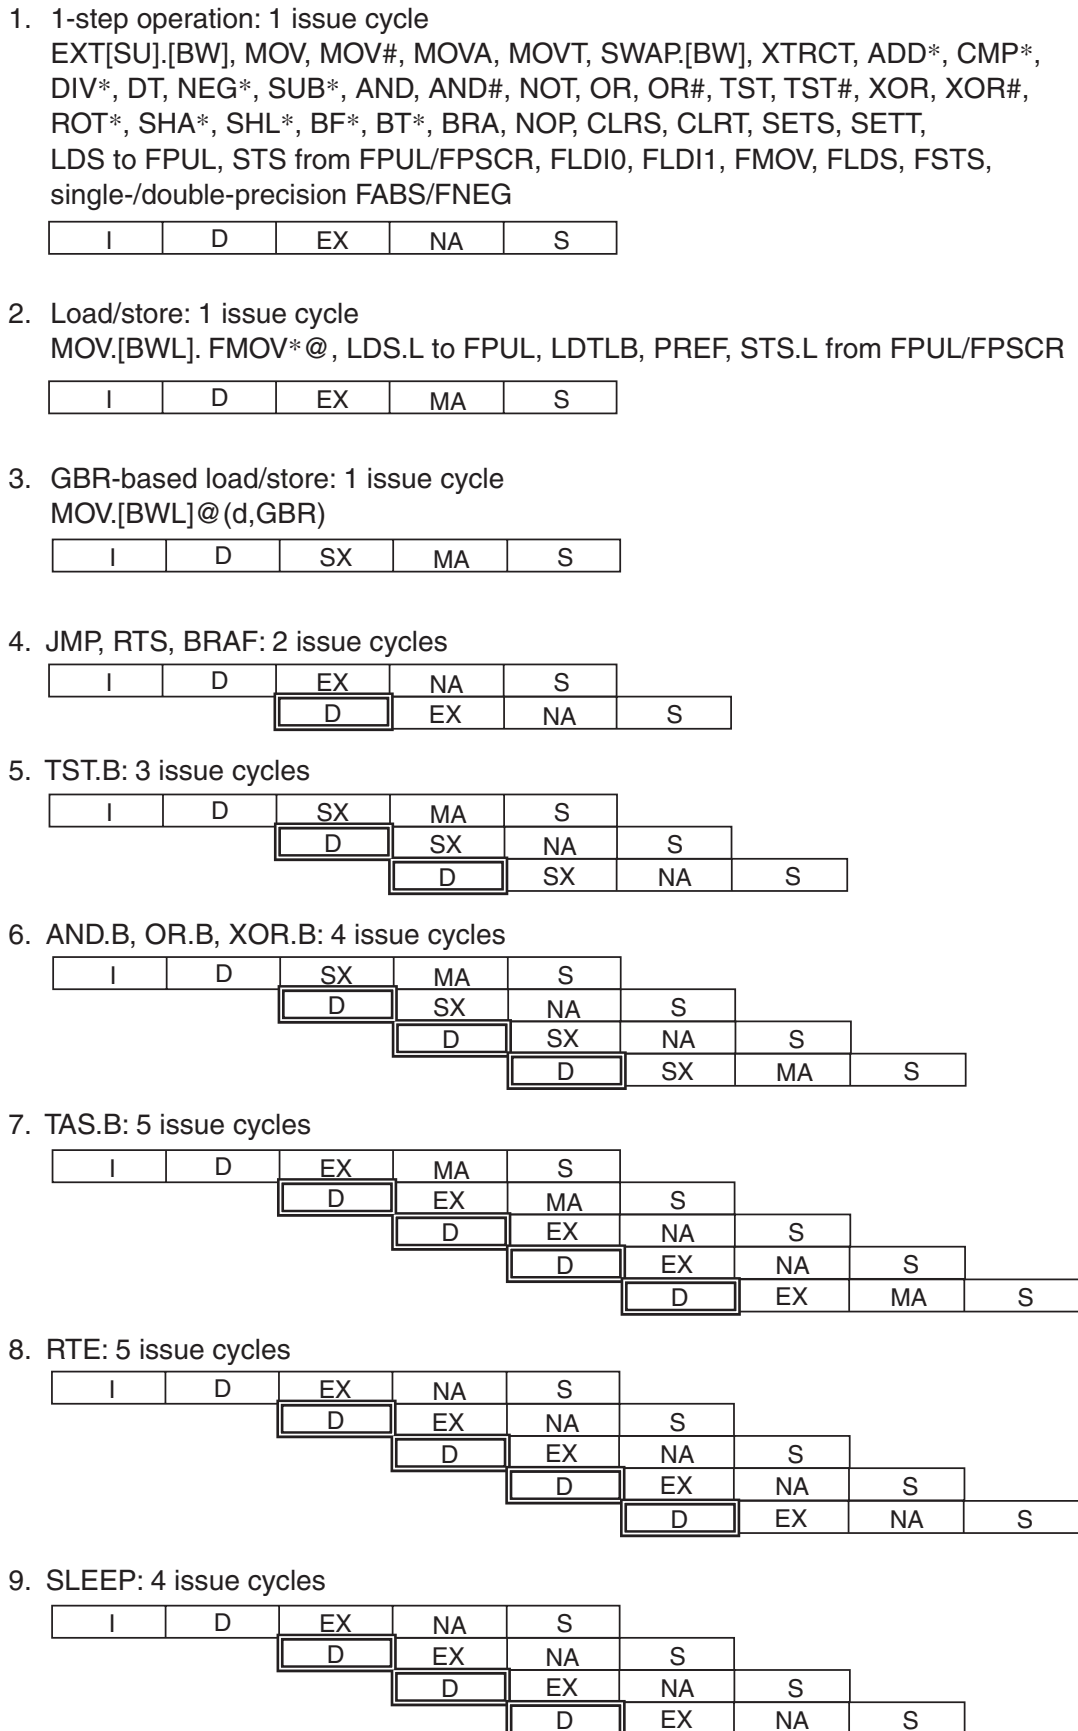 1. 1-step operation: 1 issue cycle
EXT[SU].[BW], MOV, MOV#, MOVA, MOVT, SWAP.[BW], XTRCT, ADD*, CMP*,
DIV*, DT, NEG*, SUB*, AND, AND#, NOT, OR, OR#, TST, TST#, XOR, XOR#,
ROT*, SHA*, SHL*, BF*, BT*, BRA, NOP, CLRS, CLRT, SETS, SETT,
LDS to FPUL, STS from FPUL/FPSCR, FLDI0, FLDI1, FMOV, FLDS, FSTS,
single-/double-precision FABS/FNEG
I D EX NA S
2. Load/store: 1 issue cycle
MOV.[BWL]. FMOV*@, LDS.L to FPUL, LDTLB, PREF, STS.L from FPUL/FPSCR
I D EX MA S
3. GBR-based load/store: 1 issue cycle
MOV.[BWL]@(d,GBR)
I D SX MA S
4. JMP, RTS, BRAF: 2 issue cycles
I D EX NA S
D EX NA S
5. TST.B: 3 issue cycles
I D SX MA S
D SX NA S
D SX NA S
6. AND.B, OR.B, XOR.B: 4 issue cycles
I D SX MA S
D SX NA S
D SX NA S
D SX MA S
7. TAS.B: 5 issue cycles
I D EX MA S
D EX MA S
D EX NA S
D EX NA S
D EX MA S
8. RTE: 5 issue cycles
I D EX NA S
D EX NA S
D EX NA S
D EX NA S
D EX NA S
9. SLEEP: 4 issue cycles
I D EX NA S
D EX NA S
D EX NA S
D EX NA S